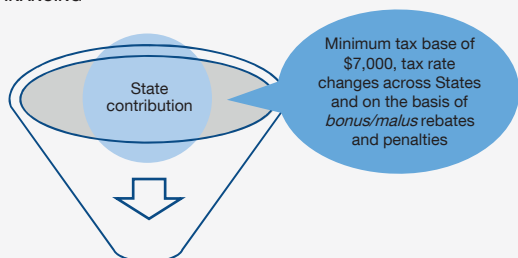 Minimum tax base of
$7,000, tax rate
changes across States
and on the basis of
bonus/malus rebates
and penalties
State
contribution